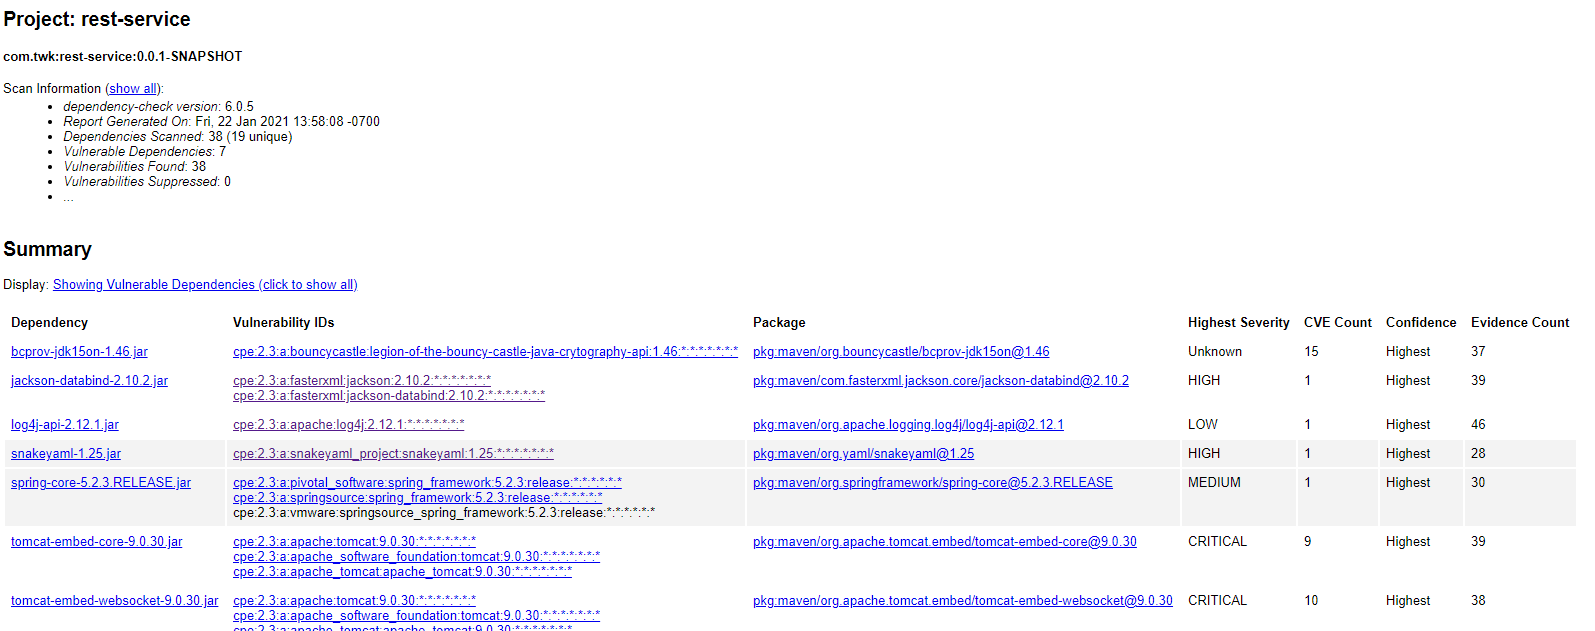 Project: rest-service
com.twk:rest-service:0.0.1-SNAPSHOT
Scan Information (show all):
• dependency-check version: 6.0.5
• Report Generated On: Fri, 22 Jan 2021 13:58:08 -0700
• Dependencies Scanned: 38 (19 unique)
• Vulnerable Dependencies: 7
• Vulnerabilities Found: 38
• Vulnerabilities Suppressed: 0
• ...
Summary
Display: Showing Vulnerable Dependencies (click to show all)
Dependency Vulnerability IDs Package Highest Severity CVE Count Confidence Evidence Count
bcprov-jdk15on-1.46.jar cpe:2.3:a:bouncycastle:legion-of-the-bouncy-castle-java-crytography-api:1.46:*:*:*:*:*:*:* pkg:maven/org.bouncycastle/bcprov-jdk15on@1.46 Unknown 15 Highest 37
jackson-databind-2.10.2.jar cpe:2.3:a:fasterxml:jackson:2.10.2:*:*:*:*:*:*:* pkg:maven/com.fasterxml.jackson.core/jackson-databind@2.10.2 HIGH 1 Highest 39
cpe:2.3:a:fasterxml:jackson-databind:2.10.2:*:*:*:*:*:*:*
log4j-api-2.12.1.jar cpe:2.3:a:apache:log4j:2.12.1:*:*:*:*:*:*:* pkg:maven/org.apache.logging.log4j/log4j-api@2.12.1 LOW 1 Highest 46
snakeyaml-1.25.jar cpe:2.3:a:snakeyaml_project:snakeyaml:1.25:*:*:*:*:*:*:* pkg:maven/org.yaml/snakeyaml@1.25 HIGH 1 Highest 28
spring-core-5.2.3.RELEASE.jar cpe:2.3:a:pivotal_software:spring_framework:5.2.3:release:*:*:*:*:*:* pkg:maven/org.springframework/spring-core@5.2.3.RELEASE MEDIUM 1 Highest 30
cpe:2.3:a:springsource:spring_framework:5.2.3:release:*:*:*:*:*:*
cpe:2.3:a:vmware:springsource_spring_framework:5.2.3:release:*:*:*:*:*:*
tomcat-embed-core-9.0.30.jar cpe:2.3:a:apache:tomcat:9.0.30:*:*:*:*:*:*:* pkg:maven/org.apache.tomcat.embed/tomcat-embed-core@9.0.30 CRITICAL 9 Highest 39
cpe:2.3:a:apache_software_foundation:tomcat:9.0.30:*:*:*:*:*:*:*
cpe:2.3:a:apache_tomcat:apache_tomcat:9.0.30:*:*:*:*:*:*:*
tomcat-embed-websocket-9.0.30.jar cpe:2.3:a:apache:tomcat:9.0.30:*:*:*:*:*:*:* pkg:maven/org.apache.tomcat.embed/tomcat-embed-websocket@9.0.30 CRITICAL 10 Highest 38
cpe:2.3:a:apache_software_foundation:tomcat:9.0.30:*:*:*:*:*:*:*
cpe:2.3:a:apache_tomcat:apache_tomcat:9.0.30:*:*:*:*:*:*:*